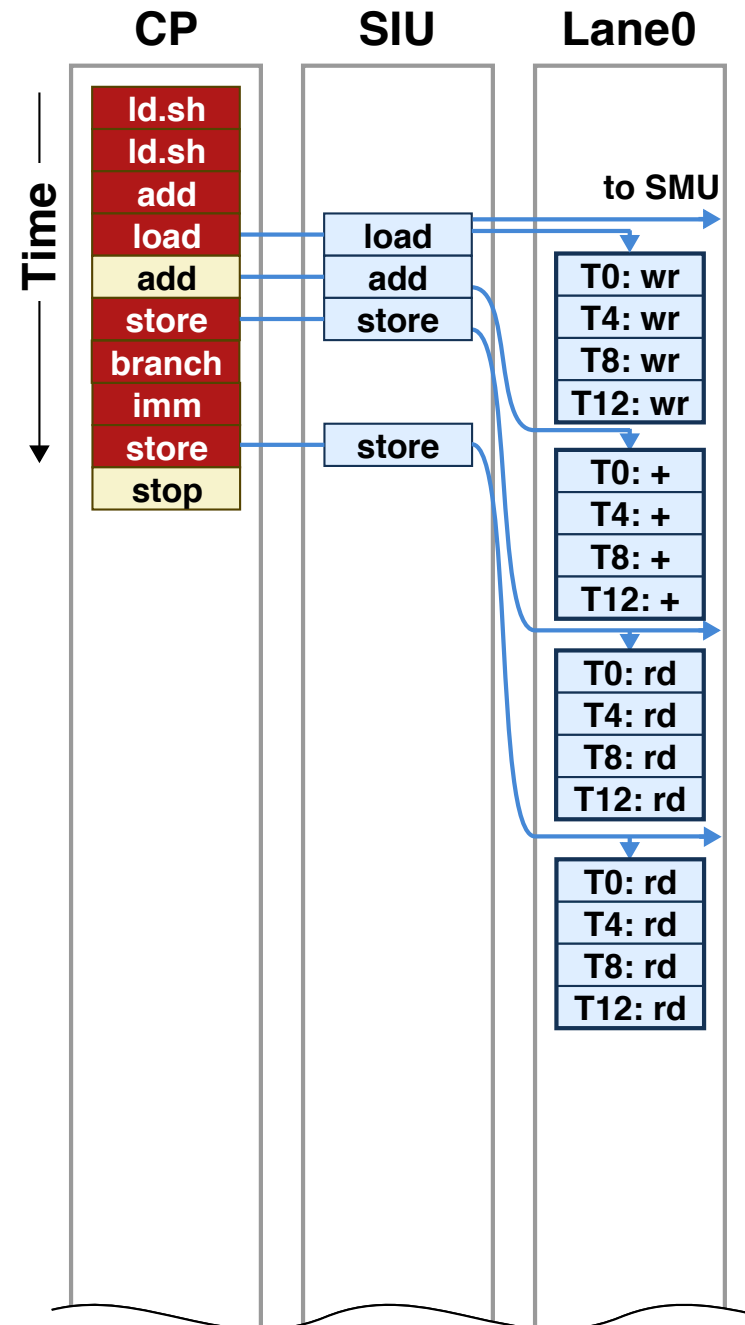 CP
SIU
Lane0
Time
ld.sh
ld.sh
add
load
add
store
branch
imm
store
stop
load
add
store
store
to SMU
T0: wr
T4: wr
T8: wr
T12: wr
T0: +
T4: +
T8: +
T12: +
T0: rd
T4: rd
T8: rd
T12: rd
T0: rd
T4: rd
T8: rd
T12: rd